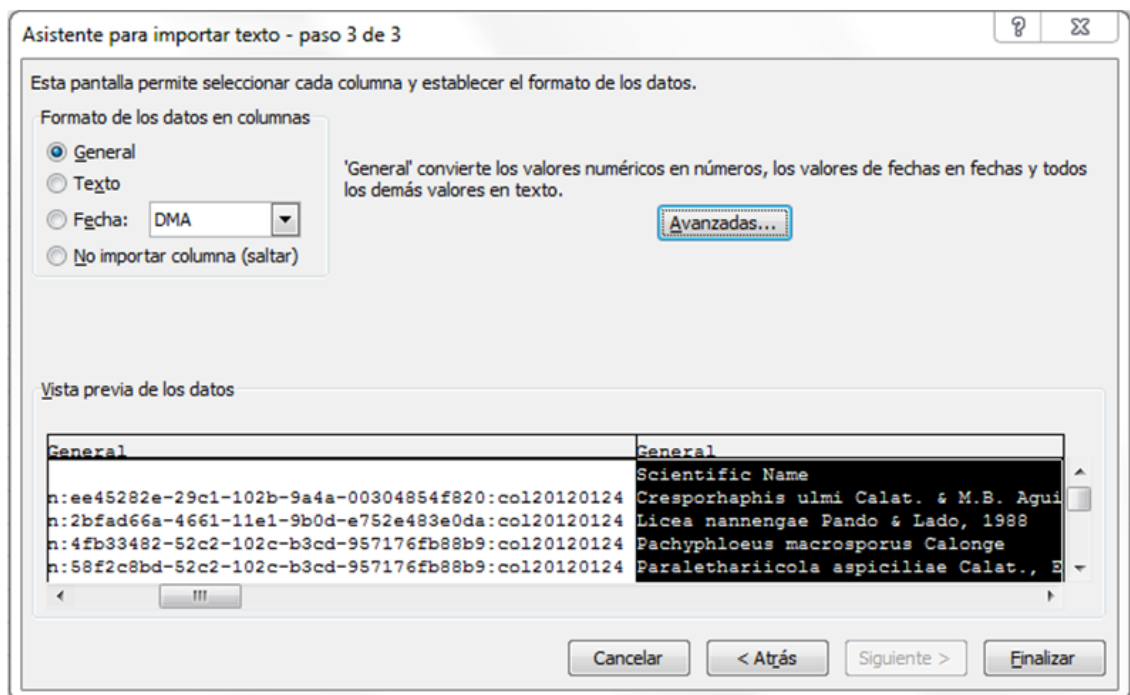 Asistente para importar texto - paso 3 de 3
Esta pantalla permite seleccionar cada columna y establecer el formato de los datos.
Formato de los datos en columnas
General
Texto
Fecha: DMA
No importar columna (saltar)
'General' convierte los valores numéricos en números, los valores de fechas en fechas y todos
los demás valores en texto.
Avanzadas...
Vista previa de los datos
General General
Scientific Name
n:ee45282e-29c1-102b-9a4a-00304854f820:col20120124 Cresporhaphis ulmi Calat. & M.B. Agui
n:2bfad66a-4661-11e1-9b0d-e752e483e0da:col20120124 Licea nannengae Pando & Lado, 1988
n:4fb33482-52c2-102c-b3cd-957176fb88b9:col20120124 Pachyphloeus macrosporus Calonge
n:58f2c8bd-52c2-102c-b3cd-957176fb88b9:col20120124 Paralethariicola aspiciliae Calat., E
Cancelar < Atrás Siguiente > Finalizar